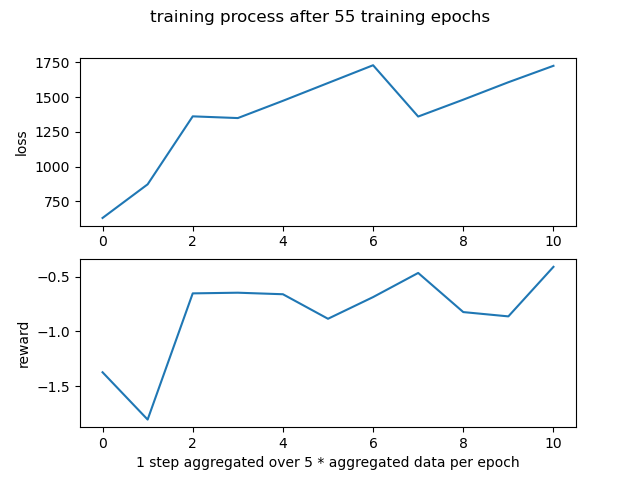 training process after 55 training epochs
1750
1500
1250
1000
750
loss
0 2 4 6 8 10
−0.5
−1.0
−1.5
reward
0 2 4 6 8 10
1 step aggregated over 5 * aggregated data per epoch